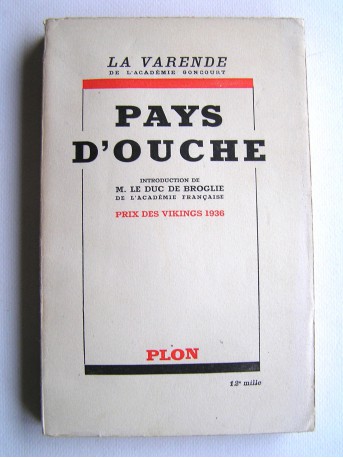 LA VARENDE
DE L'ACADÉMIE GONCOURT
PAYS
D'OUCHE
INTRODUCTION DE
M. LE DUC DE BROGLIE
DE L'ACADÉMIE FRANÇAISE
PRIX DES VIKINGS 1936
PLON
12e mille